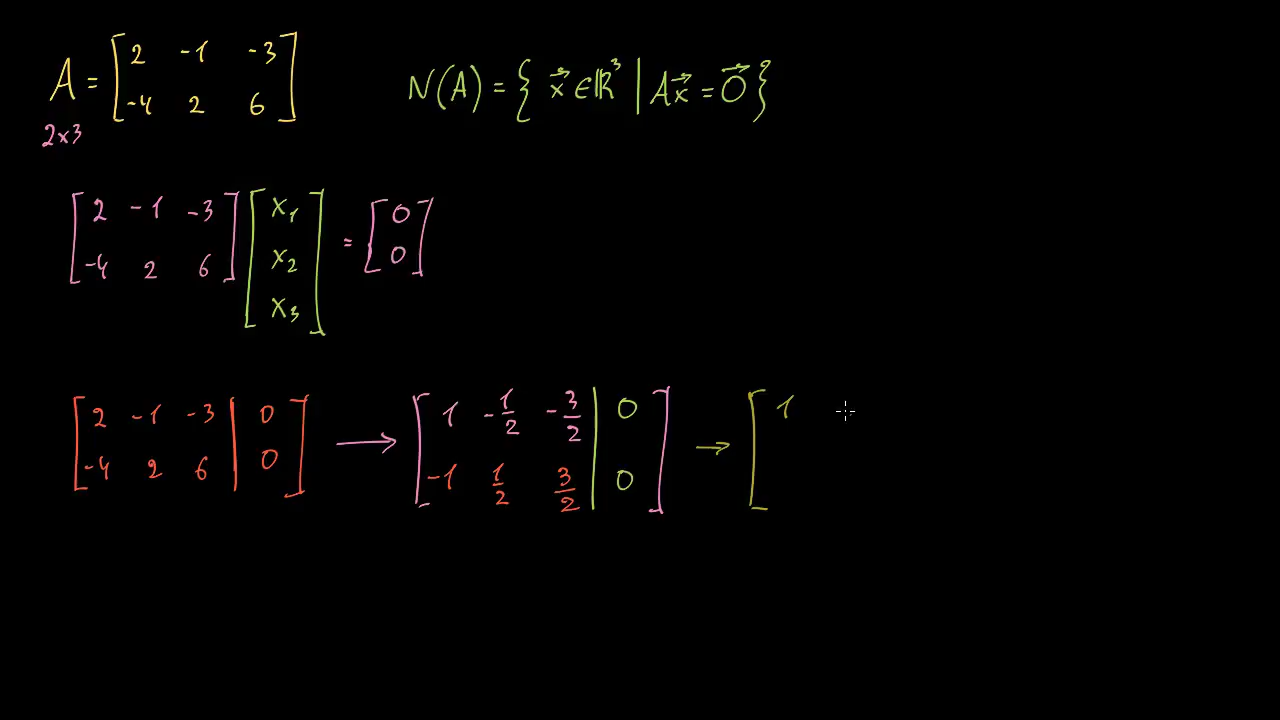 A = [ 2 -1 -3 ; -4 2 6 ] N(A) = { x⃗ ∈ ℝ³ | Ax⃗ = 0⃗ }
2x3
[ 2 -1 -3 ; -4 2 6 ] [ x₁ ; x₂ ; x₃ ] = [ 0 ; 0 ]
[ 2 -1 -3 | 0 ; -4 2 6 | 0 ] → [ 1 -1/2 -3/2 | 0 ; -1 1/2 3/2 | 0 ] → [ 1